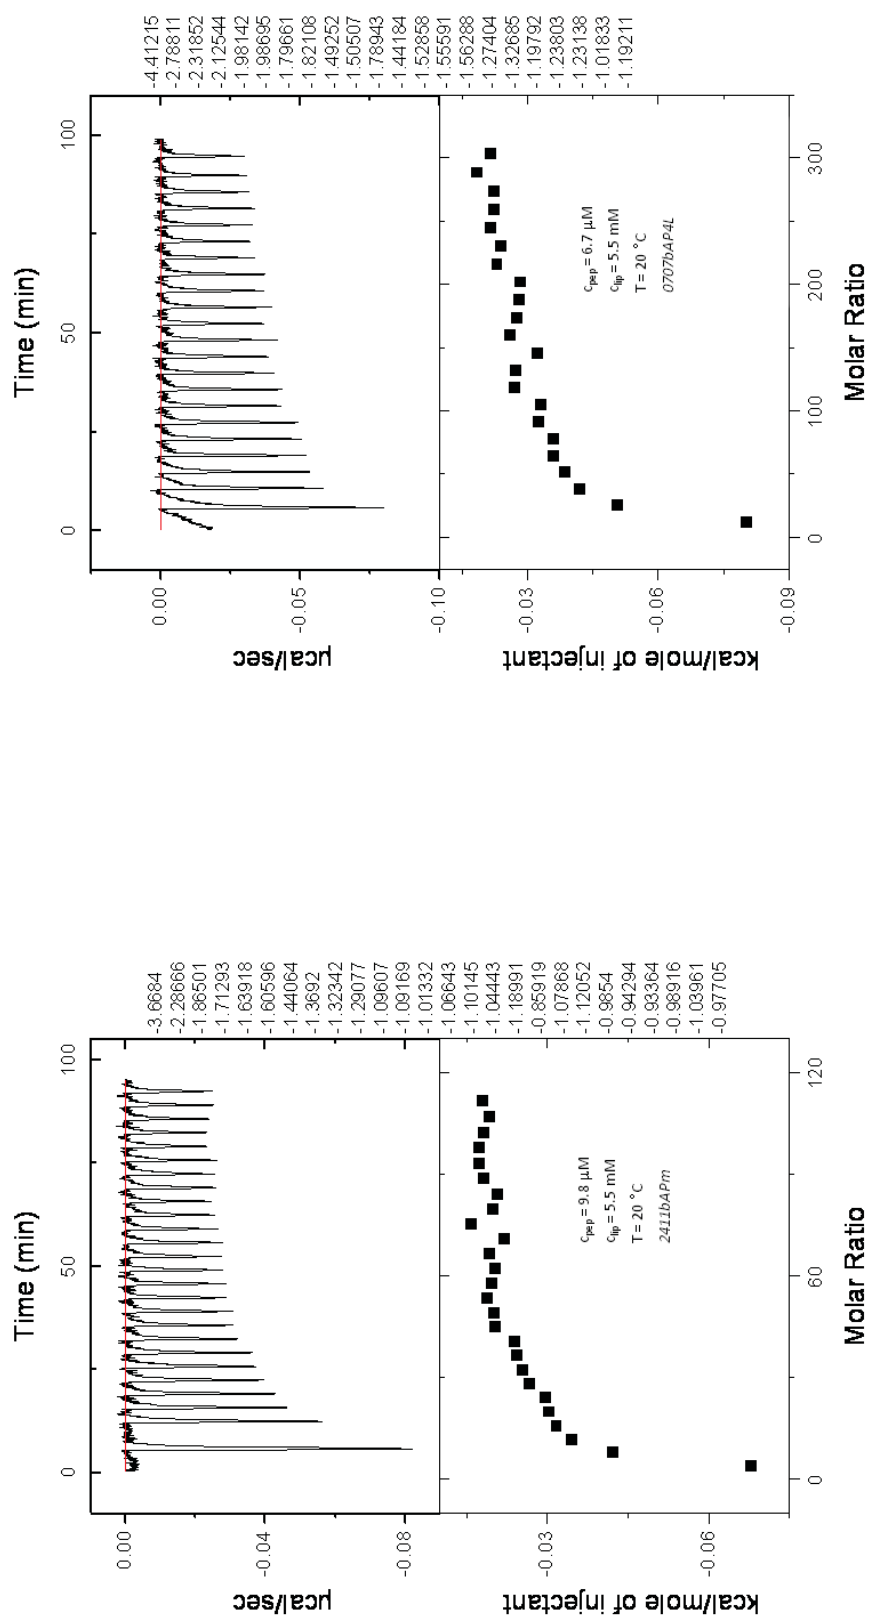 Time (min)
0 50 100
0.00
-0.04
-0.08
µcal/sec
-0.03
-0.06
kcal/mole of injectant
c_pep = 9.8 µM
c_lip = 5.5 mM
T = 20 °C
2411bAPm
0 60 120
Molar Ratio
-3.6684
-2.28666
-1.86501
-1.71293
-1.63918
-1.60596
-1.44064
-1.3692
-1.32342
-1.29077
-1.09607
-1.09169
-1.01332
-1.06643
-1.10145
-1.04443
-1.18991
-0.85919
-1.07868
-1.12052
-0.9854
-0.94294
-0.93364
-0.98916
-1.03961
-0.97705
Time (min)
0 50 100
0.00
-0.05
-0.10
µcal/sec
-0.03
-0.06
-0.09
kcal/mole of injectant
c_pep = 6.7 µM
c_lip = 5.5 mM
T = 20 °C
0707bAP4L
0 100 200 300
Molar Ratio
-4.41215
-2.78811
-2.31852
-2.12544
-1.98142
-1.98695
-1.79661
-1.82108
-1.49252
-1.50507
-1.78943
-1.44184
-1.52858
-1.55591
-1.56288
-1.27404
-1.32685
-1.19792
-1.23803
-1.23138
-1.01833
-1.19211